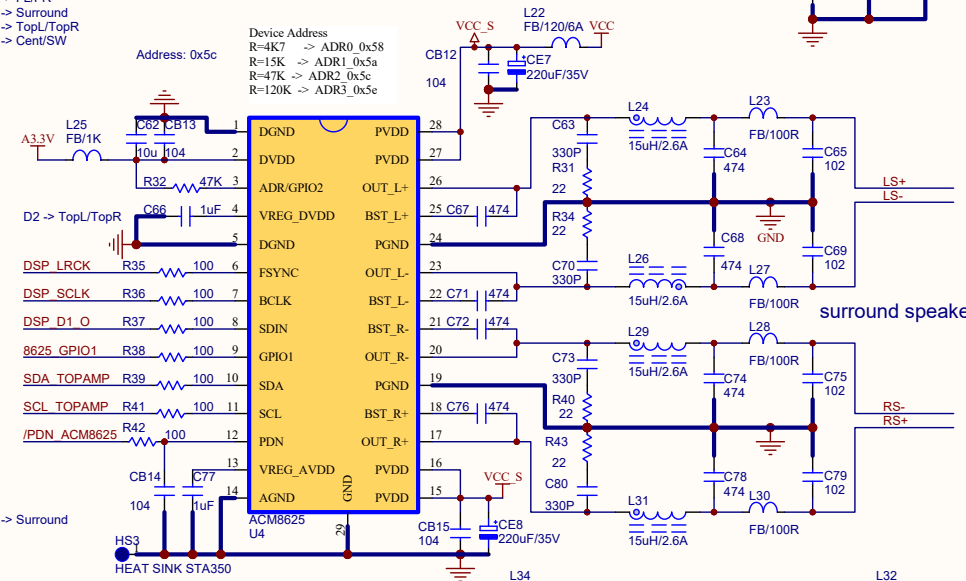 -> Surround
-> TopL/TopR
-> Cent/SW
Address: 0x5c
Device Address
R=4K7 -> ADR0_0x58
R=15K -> ADR1_0x5a
R=47K -> ADR2_0x5c
R=120K -> ADR3_0x5e
VCC_S
L22
FB/120/6A
VCC
CB12
104
CE7
220uF/35V
A3.3V
L25
FB/1K
C62
CB13
10u
104
R32
47K
D2 -> TopL/TopR
C66
1uF
DSP_LRCK
R35
100
DSP_SCLK
R36
100
DSP_D1_O
R37
100
8625_GPIO1
R38
100
SDA_TOPAMP
R39
100
SCL_TOPAMP
R41
100
/PDN_ACM8625
R42
100
CB14
104
C77
1uF
1 DGND
2 DVDD
3 ADR/GPIO2
4 VREG_DVDD
5 DGND
6 FSYNC
7 BCLK
8 SDIN
9 GPIO1
10 SDA
11 SCL
12 PDN
13 VREG_AVDD
14 AGND
PVDD 28
PVDD 27
OUT_L+ 26
BST_L+ 25
PGND 24
OUT_L- 23
BST_L- 22
BST_R- 21
OUT_R- 20
PGND 19
BST_R+ 18
OUT_R+ 17
PVDD 16
PVDD 15
GND
29
ACM8625
U4
C67
474
C71
474
C72
474
C76
474
C63
330P
R31
22
R34
22
C70
330P
L24
15uH/2.6A
L23
FB/100R
C64
474
C65
102
LS+
LS-
GND
C68
474
C69
102
L26
15uH/2.6A
L27
FB/100R
surround speake
L29
15uH/2.6A
L28
FB/100R
C73
330P
R40
22
R43
22
C80
330P
C74
474
C75
102
RS-
RS+
C78
474
C79
102
L31
15uH/2.6A
L30
FB/100R
VCC_S
CB15
104
CE8
220uF/35V
-> Surround
HS3
1
HEAT SINK STA350
L34
L32